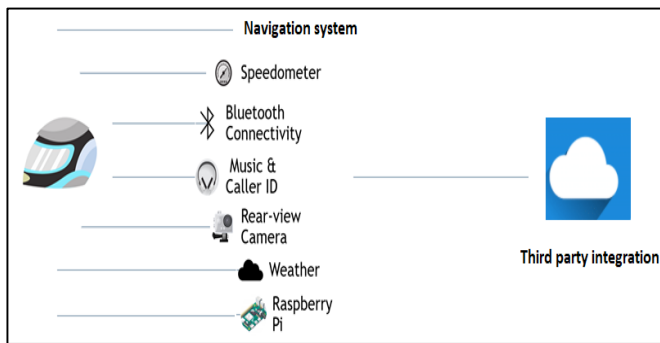 Navigation system
Speedometer
Bluetooth
Connectivity
Music &
Caller ID
Rear-view
Camera
Weather
Raspberry
Pi
Third party integration